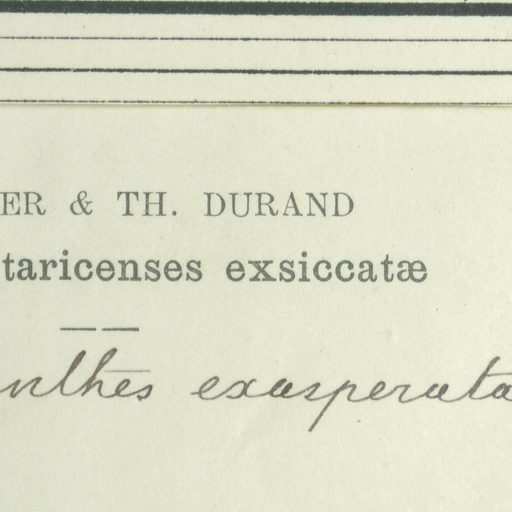 ER & TH. DURAND
taricenses exsiccatæ
nthes exasperata